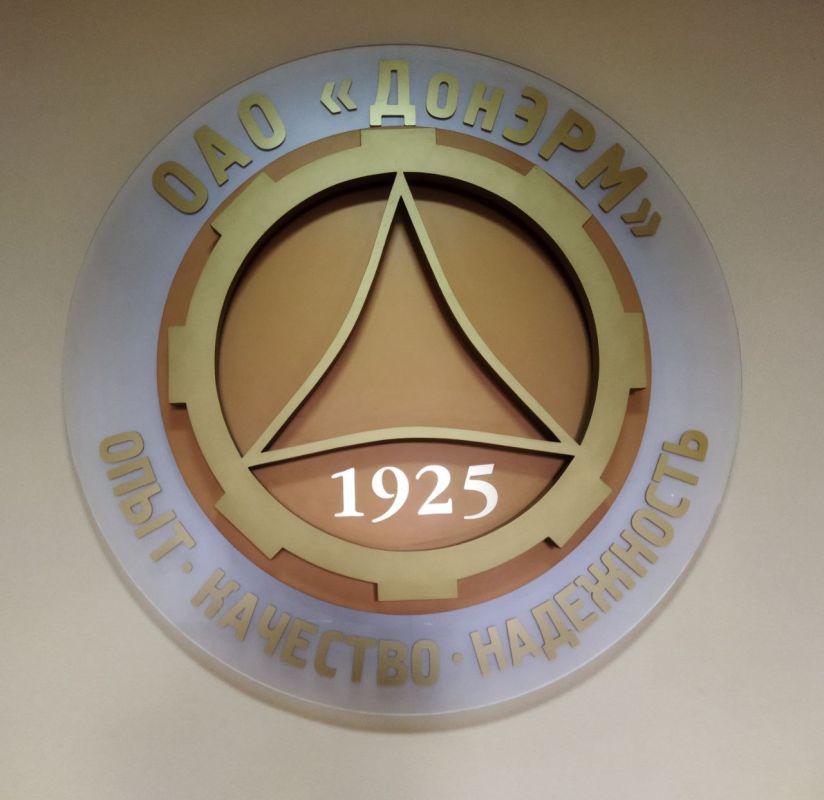 ОАО «ДонЭРМ»
1925
ОПЫТ · КАЧЕСТВО · НАДЕЖНОСТЬ